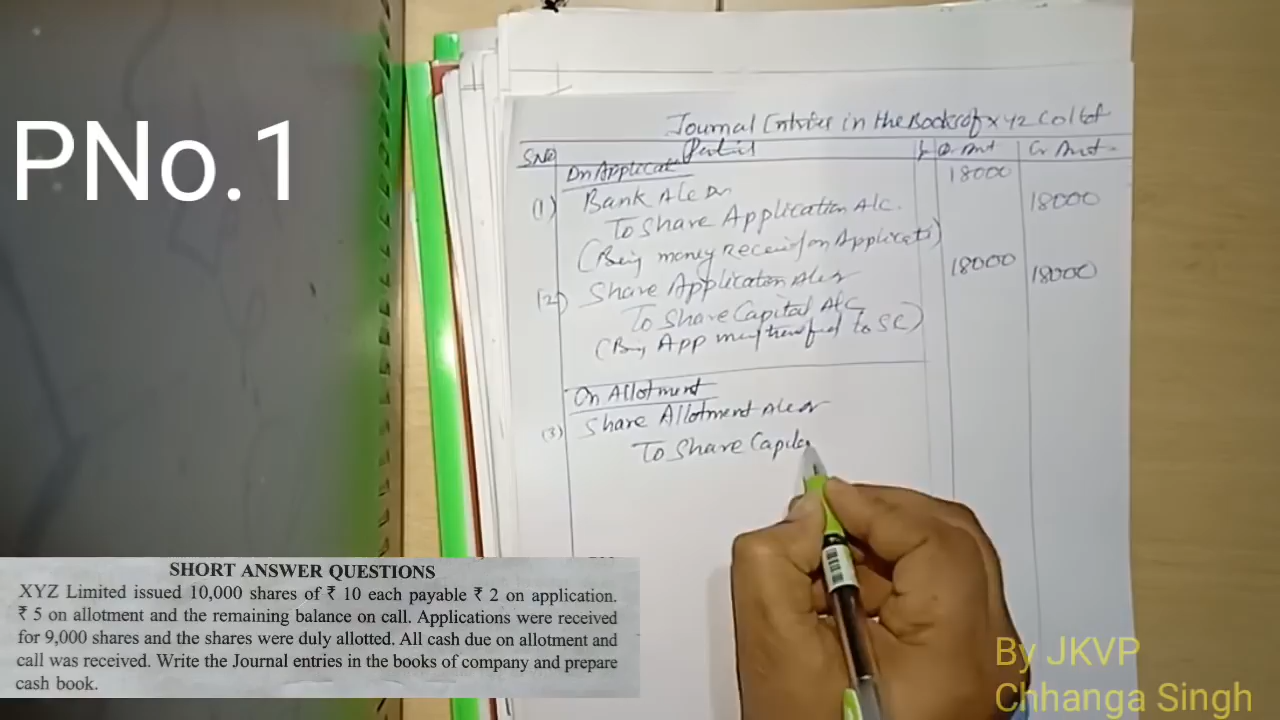 PNo.1
Journal Entries in the Books of XYZ Co Ltd
SNo Dr Amt Cr Amt
On Applicat
(1) Bank A/c Dr 18000
To Share Application A/c. 18000
(Being money Received on Applicati)
(2) Share Application A/c Dr 18000
To Share Capital A/C 18000
(Being App transfred to SC)
On Allotment
(3) Share Allotment A/c Dr
To Share Capital
SHORT ANSWER QUESTIONS
XYZ Limited issued 10,000 shares of ₹ 10 each payable ₹ 2 on application.
₹ 5 on allotment and the remaining balance on call. Applications were received
for 9,000 shares and the shares were duly allotted. All cash due on allotment and
call was received. Write the Journal entries in the books of company and prepare
cash book.
By JKVP
Chhanga Singh